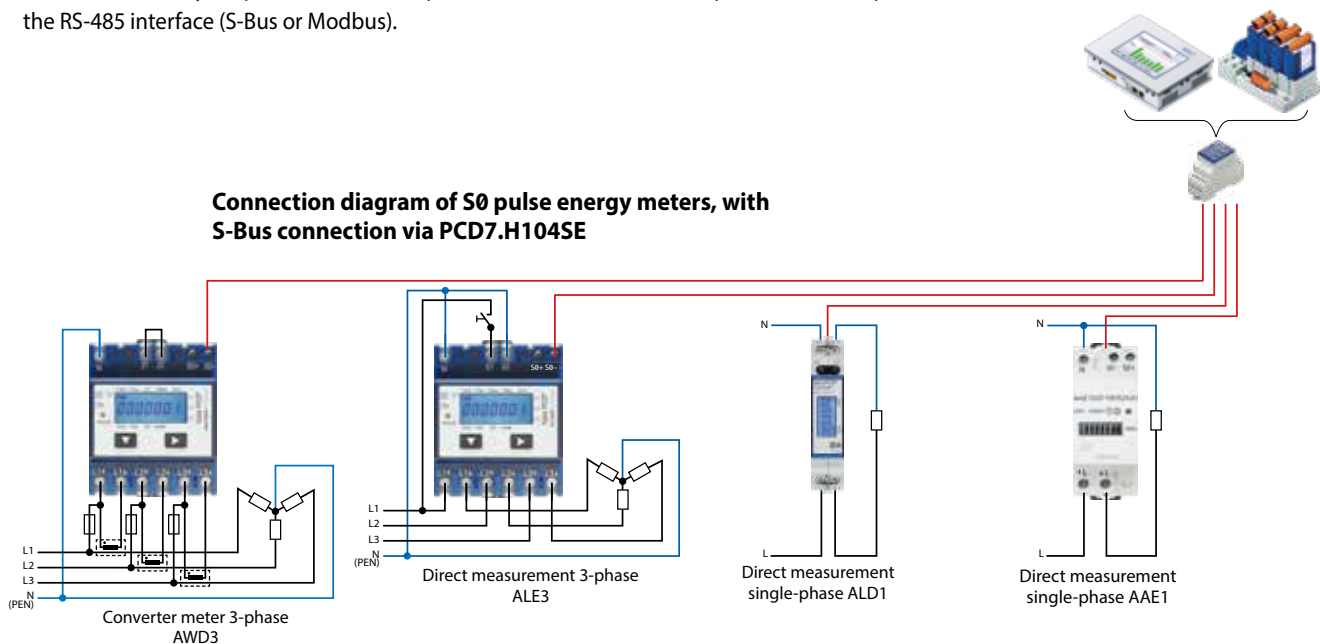 the RS-485 interface (S-Bus or Modbus).
Connection diagram of S0 pulse energy meters, with
S-Bus connection via PCD7.H104SE
N
N
S0+ S0-
L1
L2
L3
N
(PEN)
L1
L2
L3
N
(PEN)
L
L
Converter meter 3-phase
AWD3
Direct measurement 3-phase
ALE3
Direct measurement
single-phase ALD1
Direct measurement
single-phase AAE1